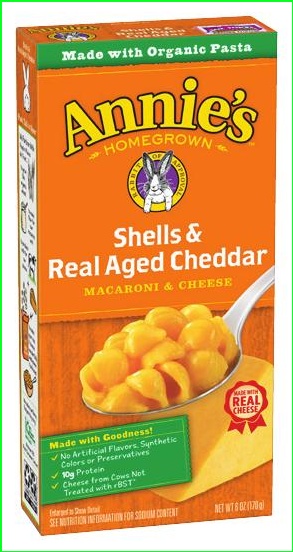 Made with Organic Pasta
Annie's
HOMEGROWN
RABBIT OF APPROVAL
Shells &
Real Aged Cheddar
MACARONI & CHEESE
MADE WITH
REAL
CHEESE
Made with Goodness!
✓ No Artificial Flavors, Synthetic
Colors or Preservatives
✓ 10g Protein
✓ Cheese from Cows Not
Treated with rBST*
Enlarged to Show Detail
SEE NUTRITION INFORMATION FOR SODIUM CONTENT
NET WT 6 OZ (170g)